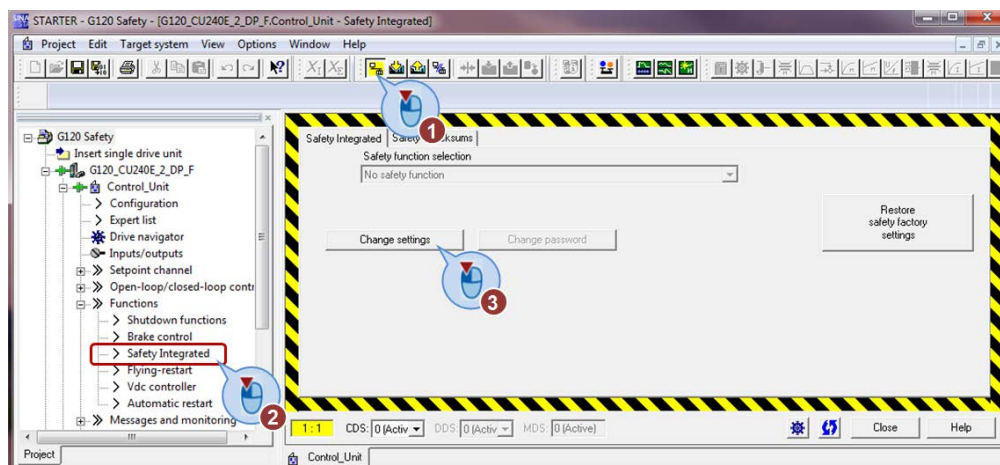 STARTER - G120 Safety - [G120_CU240E_2_DP_F.Control_Unit - Safety Integrated]
Project Edit Target system View Options Window Help
1
G120 Safety
Insert single drive unit
G120_CU240E_2_DP_F
Control_Unit
Configuration
Expert list
Drive navigator
Inputs/outputs
Setpoint channel
Open-loop/closed-loop contr
Functions
Shutdown functions
Brake control
Safety Integrated
Flying-restart
Vdc controller
Automatic restart
Messages and monitoring
2
Project
Safety Integrated
Safety function selection
No safety function
Change settings
Change password
Restore
safety factory
settings
3
1 : 1 CDS: 0 (Activ DDS: 0 (Activ MDS: 0 (Active)
Close Help
Control_Unit